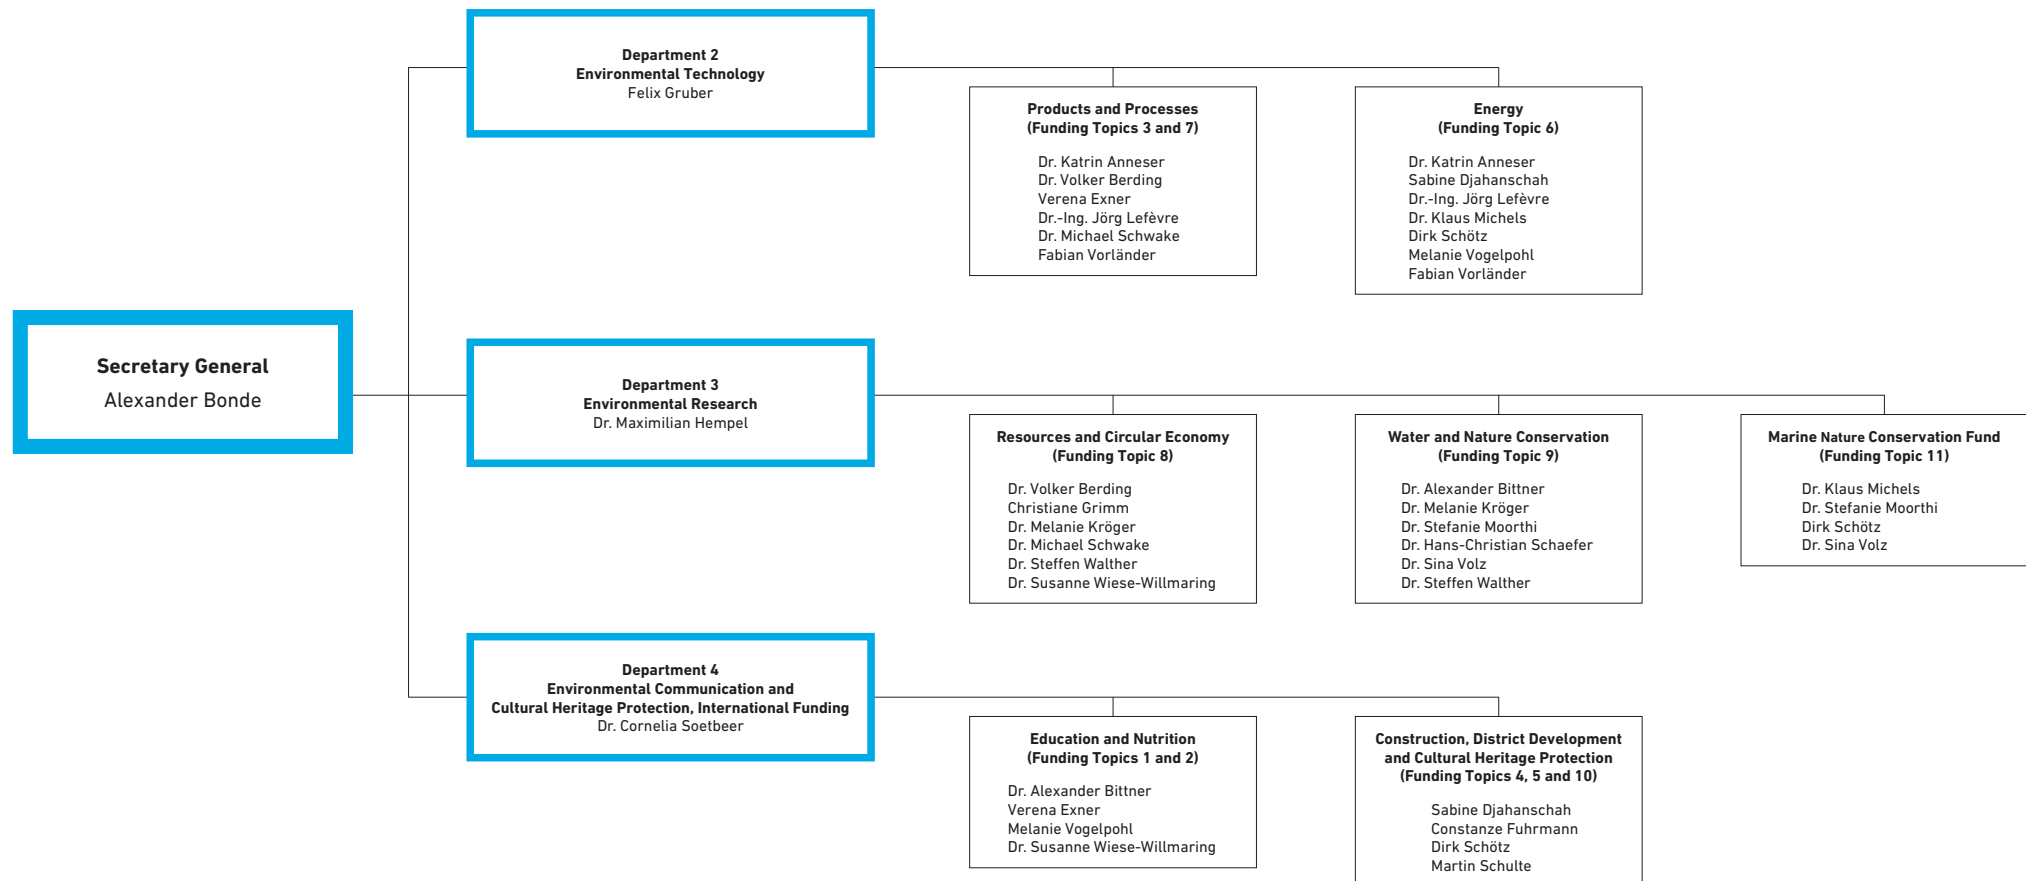 Secretary General
Alexander Bonde
Department 2
Environmental Technology
Felix Gruber
Products and Processes
(Funding Topics 3 and 7)
Dr. Katrin Anneser
Dr. Volker Berding
Verena Exner
Dr.-Ing. Jörg Lefèvre
Dr. Michael Schwake
Fabian Vorländer
Energy
(Funding Topic 6)
Dr. Katrin Anneser
Sabine Djahanschah
Dr.-Ing. Jörg Lefèvre
Dr. Klaus Michels
Dirk Schötz
Melanie Vogelpohl
Fabian Vorländer
Department 3
Environmental Research
Dr. Maximilian Hempel
Resources and Circular Economy
(Funding Topic 8)
Dr. Volker Berding
Christiane Grimm
Dr. Melanie Kröger
Dr. Michael Schwake
Dr. Steffen Walther
Dr. Susanne Wiese-Willmaring
Water and Nature Conservation
(Funding Topic 9)
Dr. Alexander Bittner
Dr. Melanie Kröger
Dr. Stefanie Moorthi
Dr. Hans-Christian Schaefer
Dr. Sina Volz
Dr. Steffen Walther
Marine Nature Conservation Fund
(Funding Topic 11)
Dr. Klaus Michels
Dr. Stefanie Moorthi
Dirk Schötz
Dr. Sina Volz
Department 4
Environmental Communication and
Cultural Heritage Protection, International Funding
Dr. Cornelia Soetbeer
Education and Nutrition
(Funding Topics 1 and 2)
Dr. Alexander Bittner
Verena Exner
Melanie Vogelpohl
Dr. Susanne Wiese-Willmaring
Construction, District Development
and Cultural Heritage Protection
(Funding Topics 4, 5 and 10)
Sabine Djahanschah
Constanze Fuhrmann
Dirk Schötz
Martin Schulte